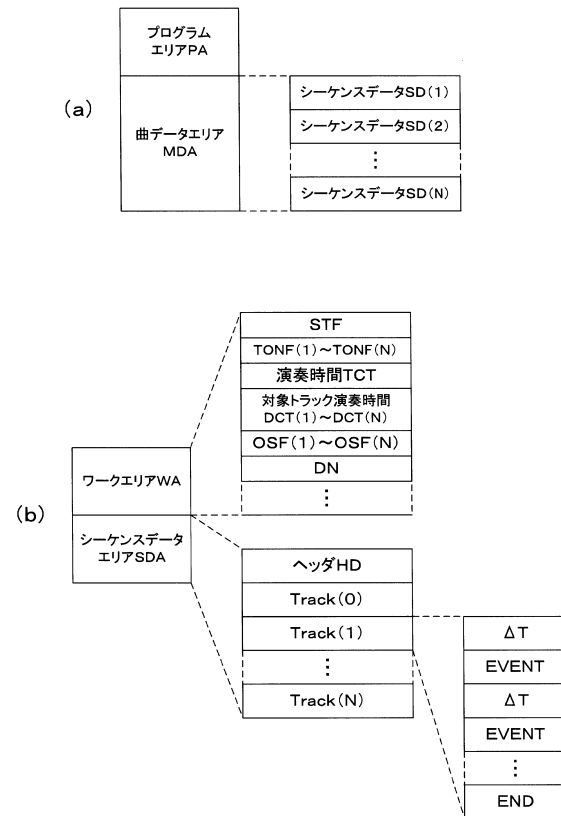 (a)
プログラム
エリアPA
曲データエリア
MDA
シーケンスデータSD(1)
シーケンスデータSD(2)
⋮
シーケンスデータSD(N)
(b)
ワークエリアWA
シーケンスデータ
エリアSDA
STF
TONF(1)～TONF(N)
演奏時間TCT
対象トラック演奏時間
DCT(1)～DCT(N)
OSF(1)～OSF(N)
DN
⋮
ヘッダHD
Track(0)
Track(1)
⋮
Track(N)
ΔT
EVENT
ΔT
EVENT
⋮
END